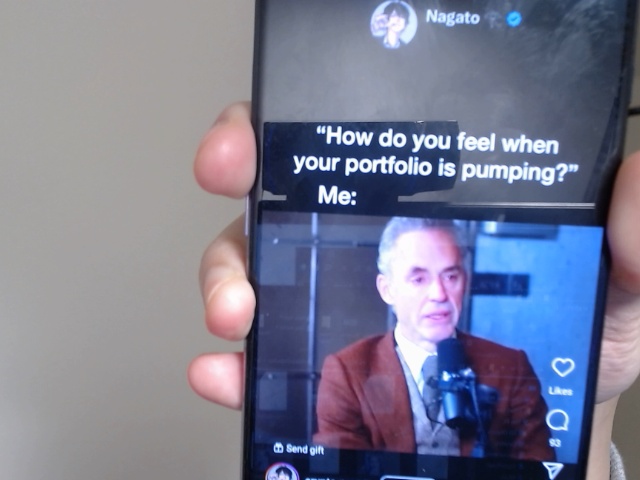 Nagato
“How do you feel when
your portfolio is pumping?”
Me:
Likes
93
Send gift